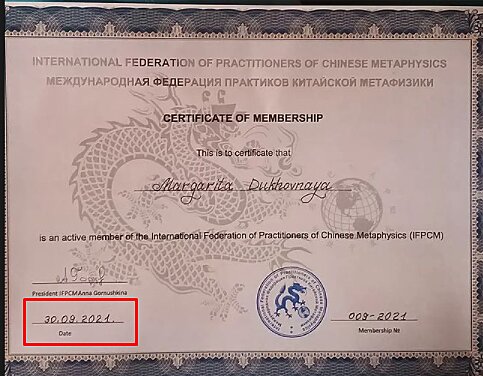 INTERNATIONAL FEDERATION OF PRACTITIONERS OF CHINESE METAPHYSICS
МЕЖДУНАРОДНАЯ ФЕДЕРАЦИЯ ПРАКТИКОВ КИТАЙСКОЙ МЕТАФИЗИКИ
CERTIFICATE OF MEMBERSHIP
This is to certificate that
Margarita Dukhovnaya
is an active member of the International Federation of Practitioners of Chinese Metaphysics (IFPCM)
President IFPCM Anna Gornushkina
30.09.2021.
Date
009-2021
Membership №